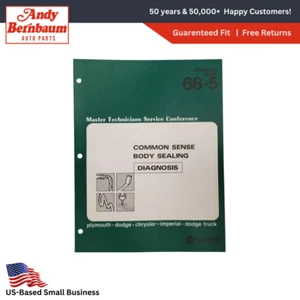 Andy
Bernbaum
AUTO PARTS
50 years & 50,000+ Happy Customers!
Guarenteed Fit | Free Returns
68-5
Master Technicians Service Conference
COMMON SENSE
BODY SEALING
DIAGNOSIS
plymouth · dodge · chrysler · imperial · dodge truck
US-Based Small Business